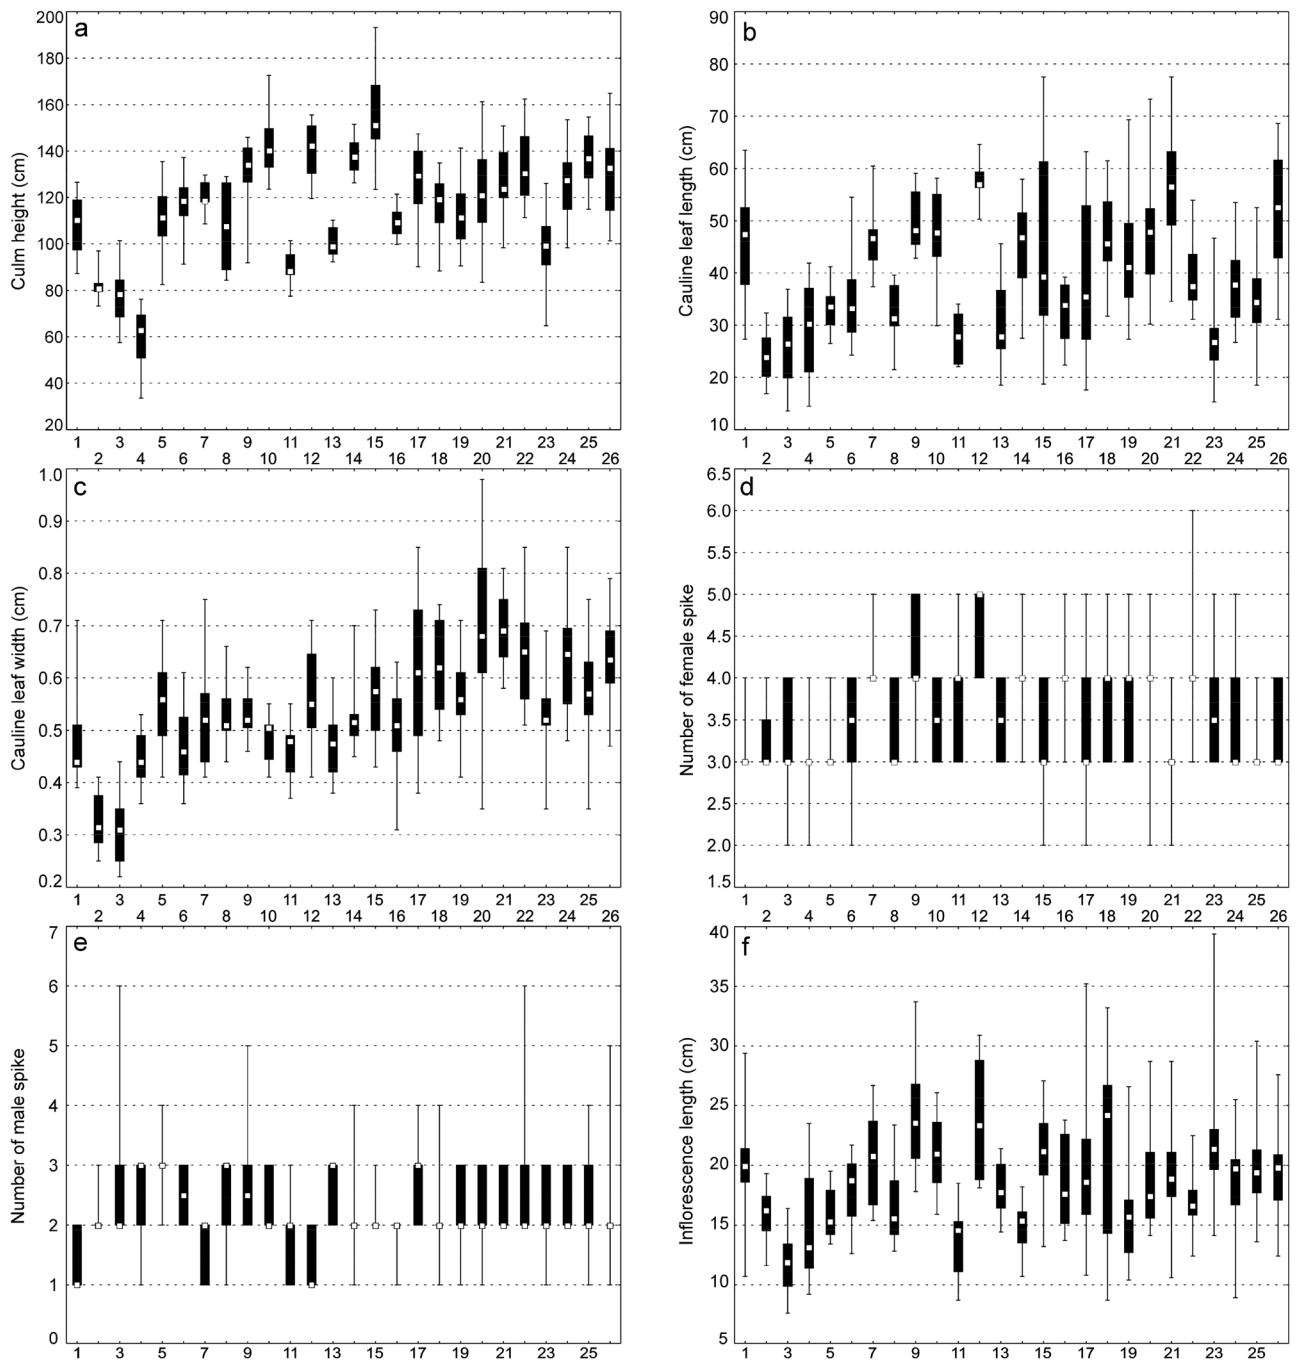 a
Culm height (cm)
200
180
160
140
120
100
80
60
40
20
1 3 5 7 9 11 13 15 17 19 21 23 25
2 4 6 8 10 12 14 16 18 20 22 24 26
b
Cauline leaf length (cm)
90
80
70
60
50
40
30
20
10
1 3 5 7 9 11 13 15 17 19 21 23 25
2 4 6 8 10 12 14 16 18 20 22 24 26
c
Cauline leaf width (cm)
1.0
0.9
0.8
0.7
0.6
0.5
0.4
0.3
0.2
1 3 5 7 9 11 13 15 17 19 21 23 25
2 4 6 8 10 12 14 16 18 20 22 24 26
d
Number of female spike
6.5
6.0
5.5
5.0
4.5
4.0
3.5
3.0
2.5
2.0
1.5
1 3 5 7 9 11 13 15 17 19 21 23 25
2 4 6 8 10 12 14 16 18 20 22 24 26
e
Number of male spike
7
6
5
4
3
2
1
0
1 3 5 7 9 11 13 15 17 19 21 23 25
f
Inflorescence length (cm)
40
35
30
25
20
15
10
5
1 3 5 7 9 11 13 15 17 19 21 23 25